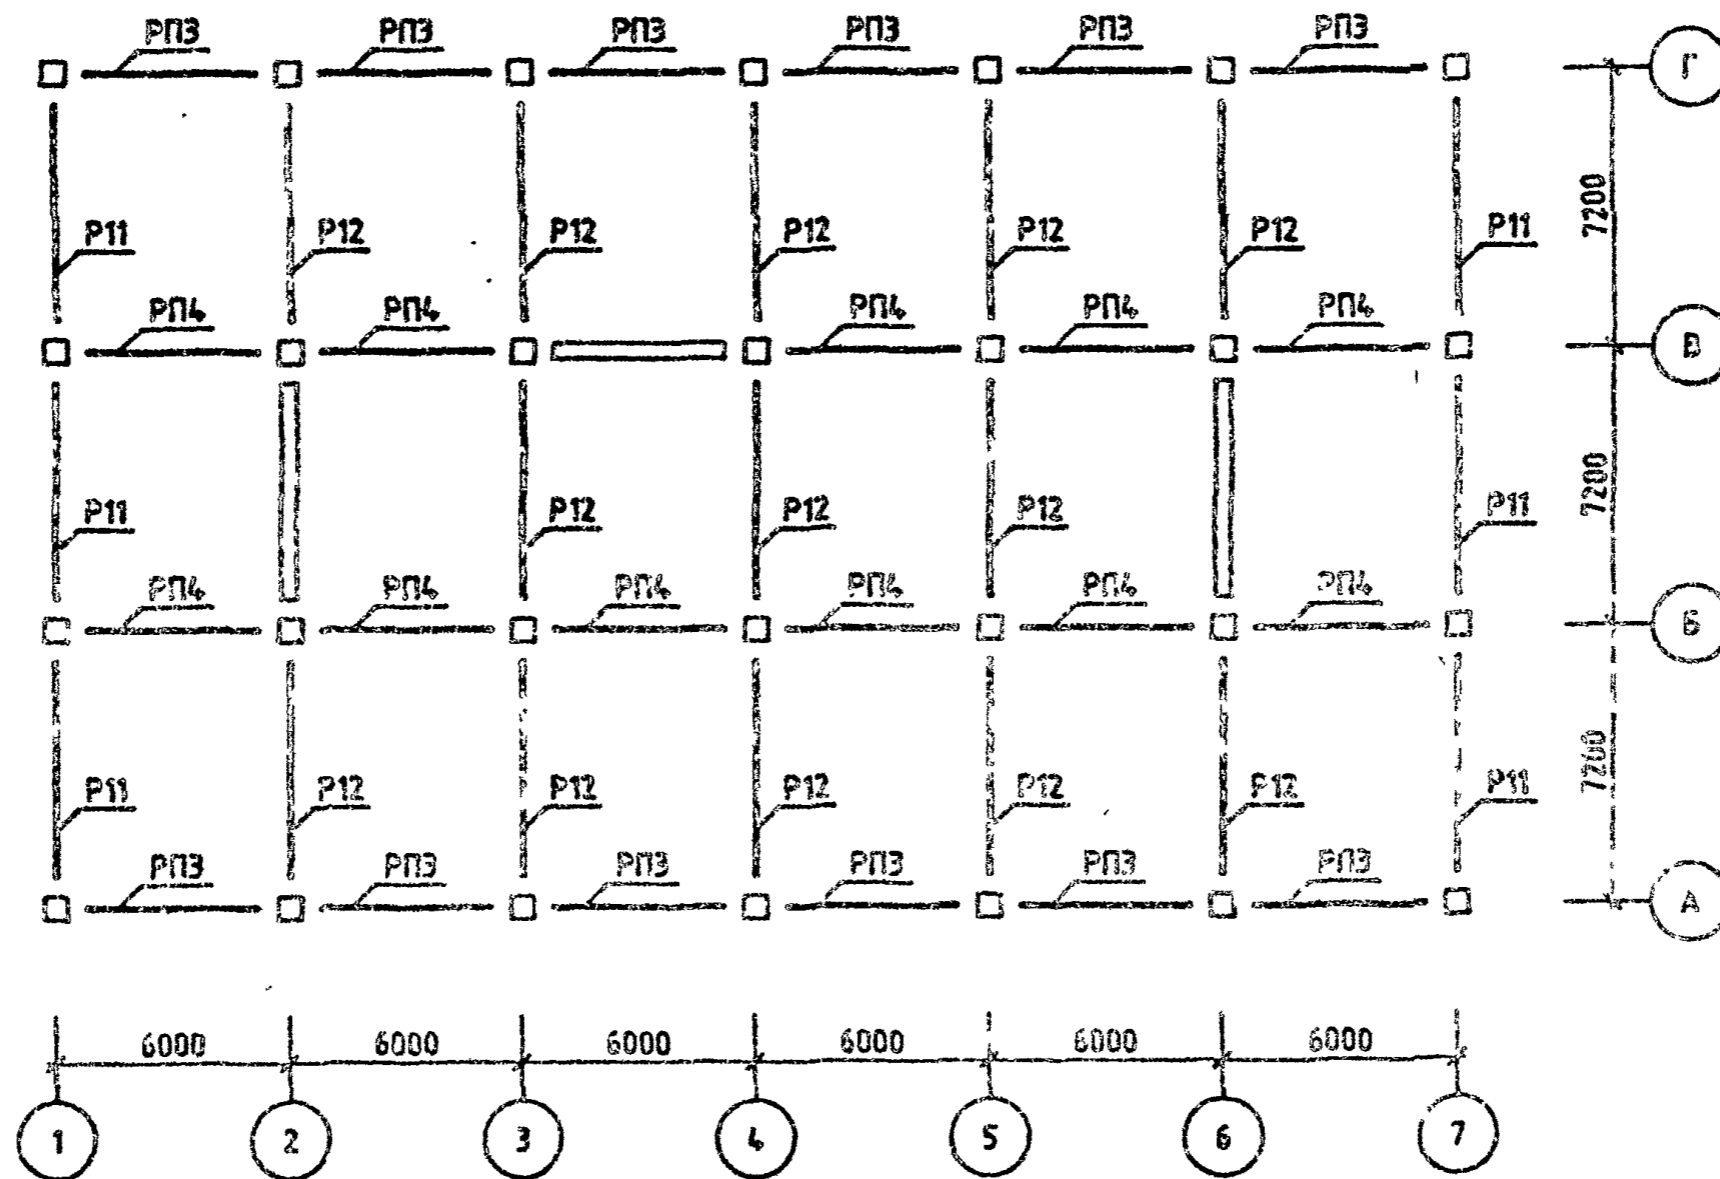 РП3 РП3 РП3 РП3 РП3 РП3
Г
7200
Р11 Р12 Р12 Р12 Р12 Р12 Р11
РП4 РП4 РП4 РП4 РП4
В
7200
Р11 Р12 Р12 Р12 Р11
РП4 РП4 РП4 РП4 РП4 РП4
Б
7200
Р11 Р12 Р12 Р12 Р12 Р12 Р11
РП3 РП3 РП3 РП3 РП3 РП3
А
6000 6000 6000 6000 6000 6000
1 2 3 4 5 6 7